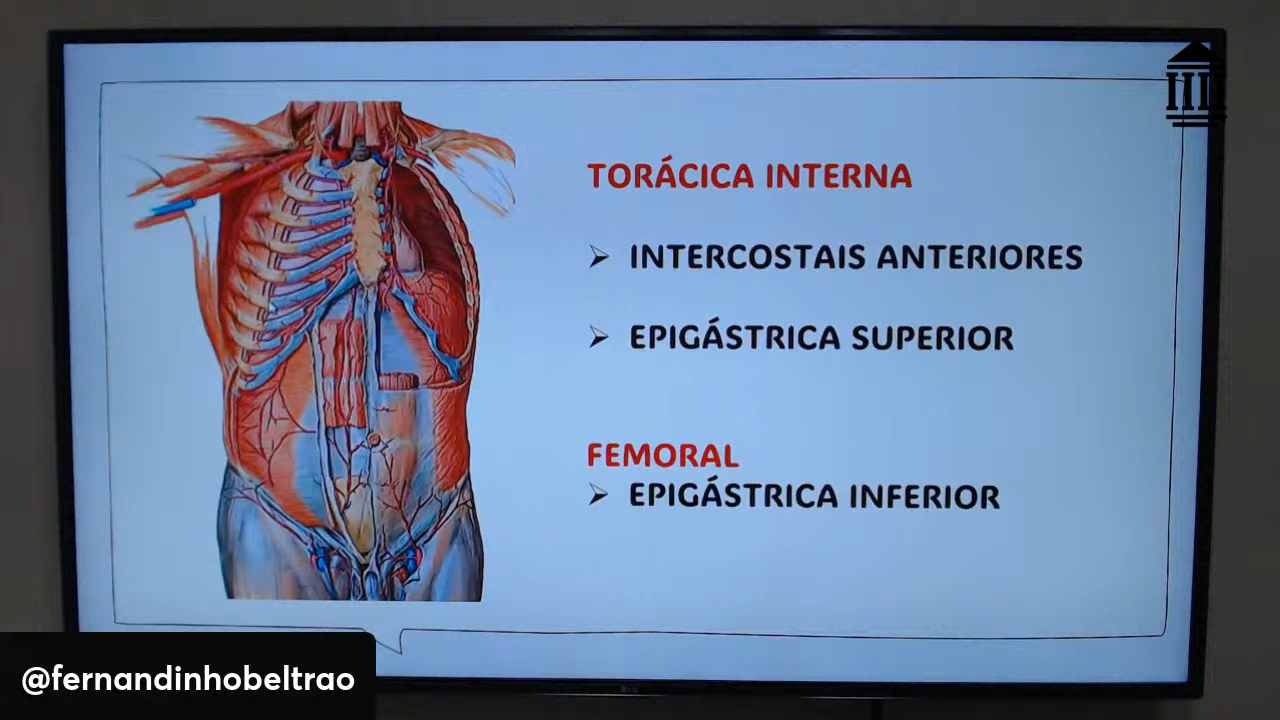 TORÁCICA INTERNA
➢ INTERCOSTAIS ANTERIORES
➢ EPIGÁSTRICA SUPERIOR
FEMORAL
➢ EPIGÁSTRICA INFERIOR
@fernandinhobeltrao